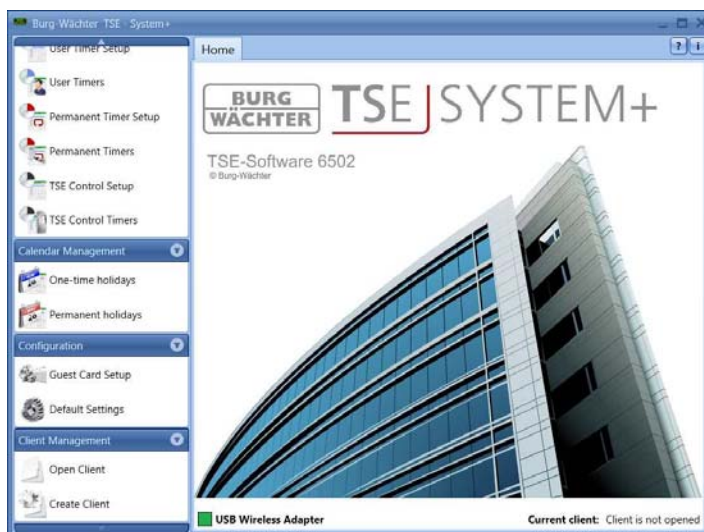 Burg-Wächter TSE - System+
User Timer Setup
User Timers
Permanent Timer Setup
Permanent Timers
TSE Control Setup
TSE Control Timers
Calendar Management
One-time holidays
Permanent holidays
Configuration
Guest Card Setup
Default Settings
Client Management
Open Client
Create Client
Home
? i
BURG
WÄCHTER
TSE SYSTEM+
TSE-Software 6502
© Burg-Wächter
USB Wireless Adapter
Current client: Client is not opened